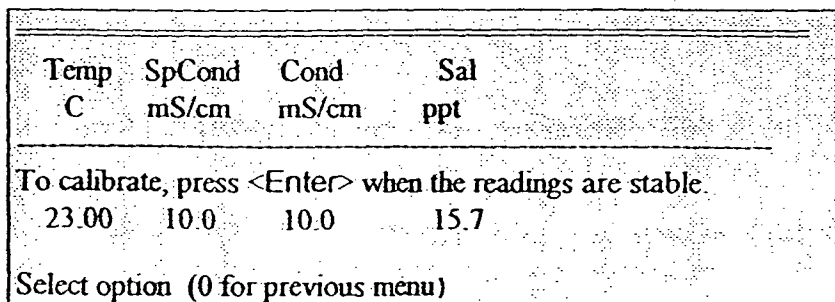 Temp SpCond Cond Sal
C mS/cm mS/cm ppt
To calibrate, press <Enter> when the readings are stable.
23.00 10.0 10.0 15.7
Select option (0 for previous menu)